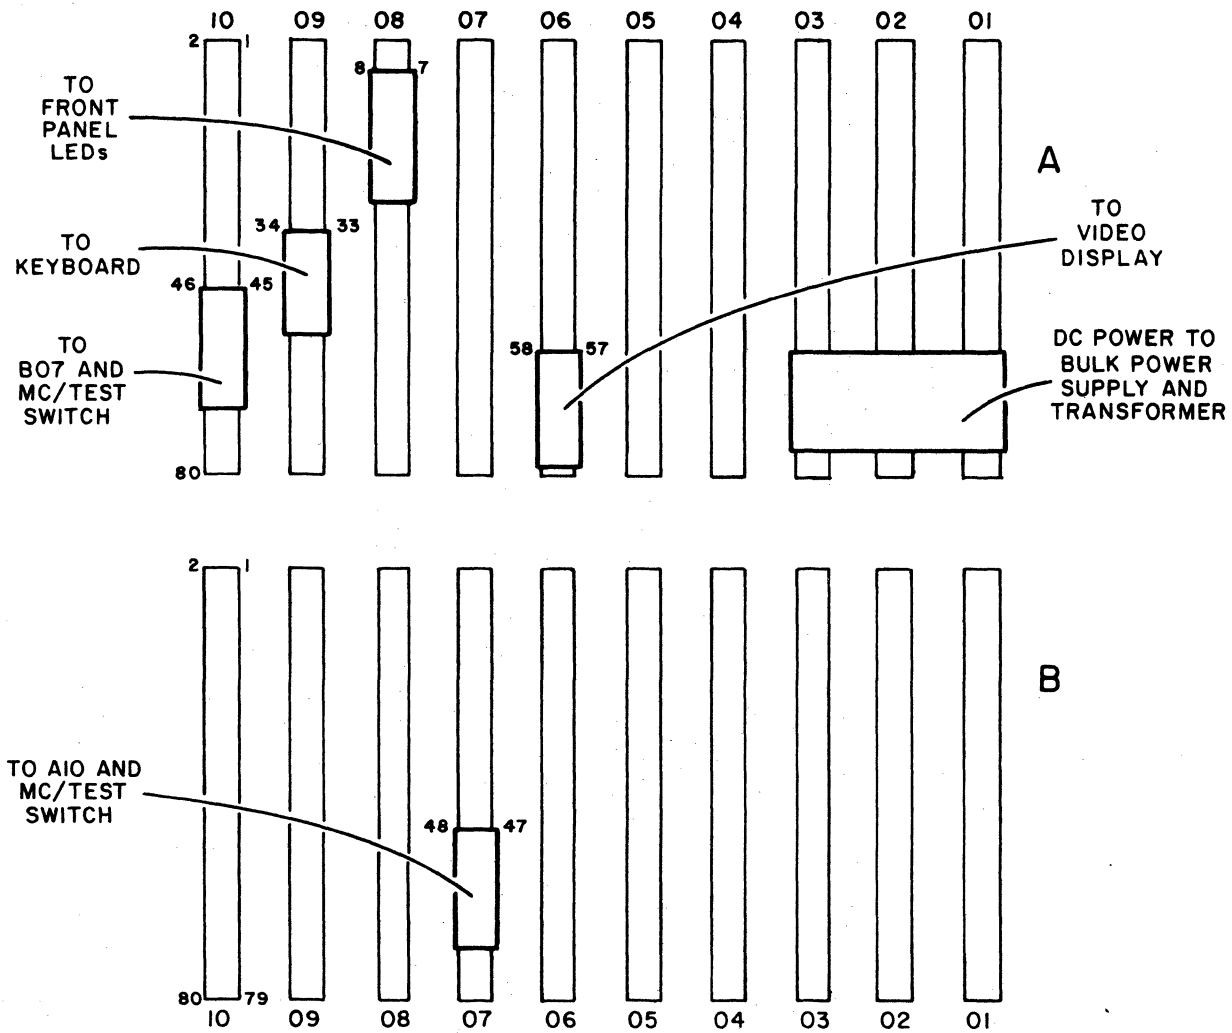 10 09 08 07 06 05 04 03 02 01
2 1
8 7
TO
FRONT
PANEL
LEDs
A
TO
VIDEO
DISPLAY
34 33
TO
KEYBOARD
46 45
TO
B07 AND
MC/TEST
SWITCH
58 57
DC POWER TO
BULK POWER
SUPPLY AND
TRANSFORMER
80
2 1
B
TO A10 AND
MC/TEST
SWITCH
48 47
80 79
10 09 08 07 06 05 04 03 02 01